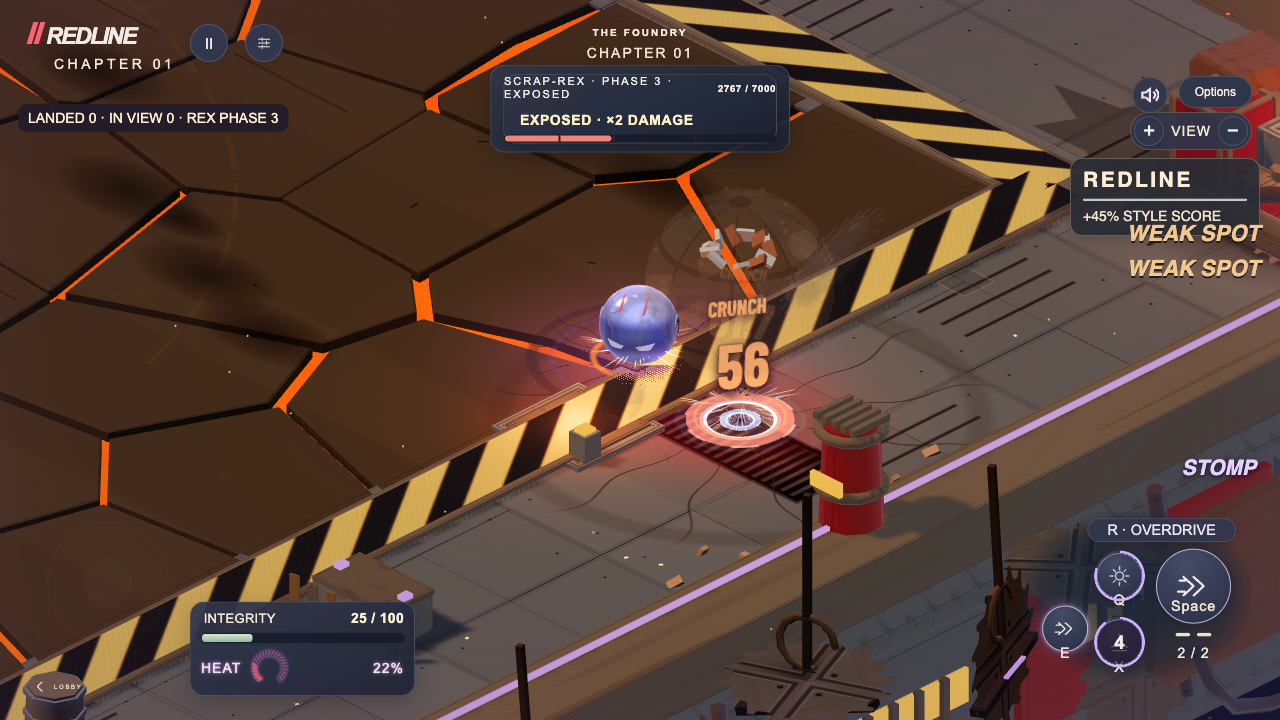 REDLINE
CHAPTER 01
LANDED 0 · IN VIEW 0 · REX PHASE 3
THE FOUNDRY
CHAPTER 01
SCRAP-REX · PHASE 3 · EXPOSED
2767 / 7000
EXPOSED · ×2 DAMAGE
Options
+ VIEW −
REDLINE
+45% STYLE SCORE
WEAK SPOT
WEAK SPOT
CRUNCH
56
STOMP
R · OVERDRIVE
Q
Space
E
4
X
2 / 2
INTEGRITY 25 / 100
HEAT 22%
LOBBY